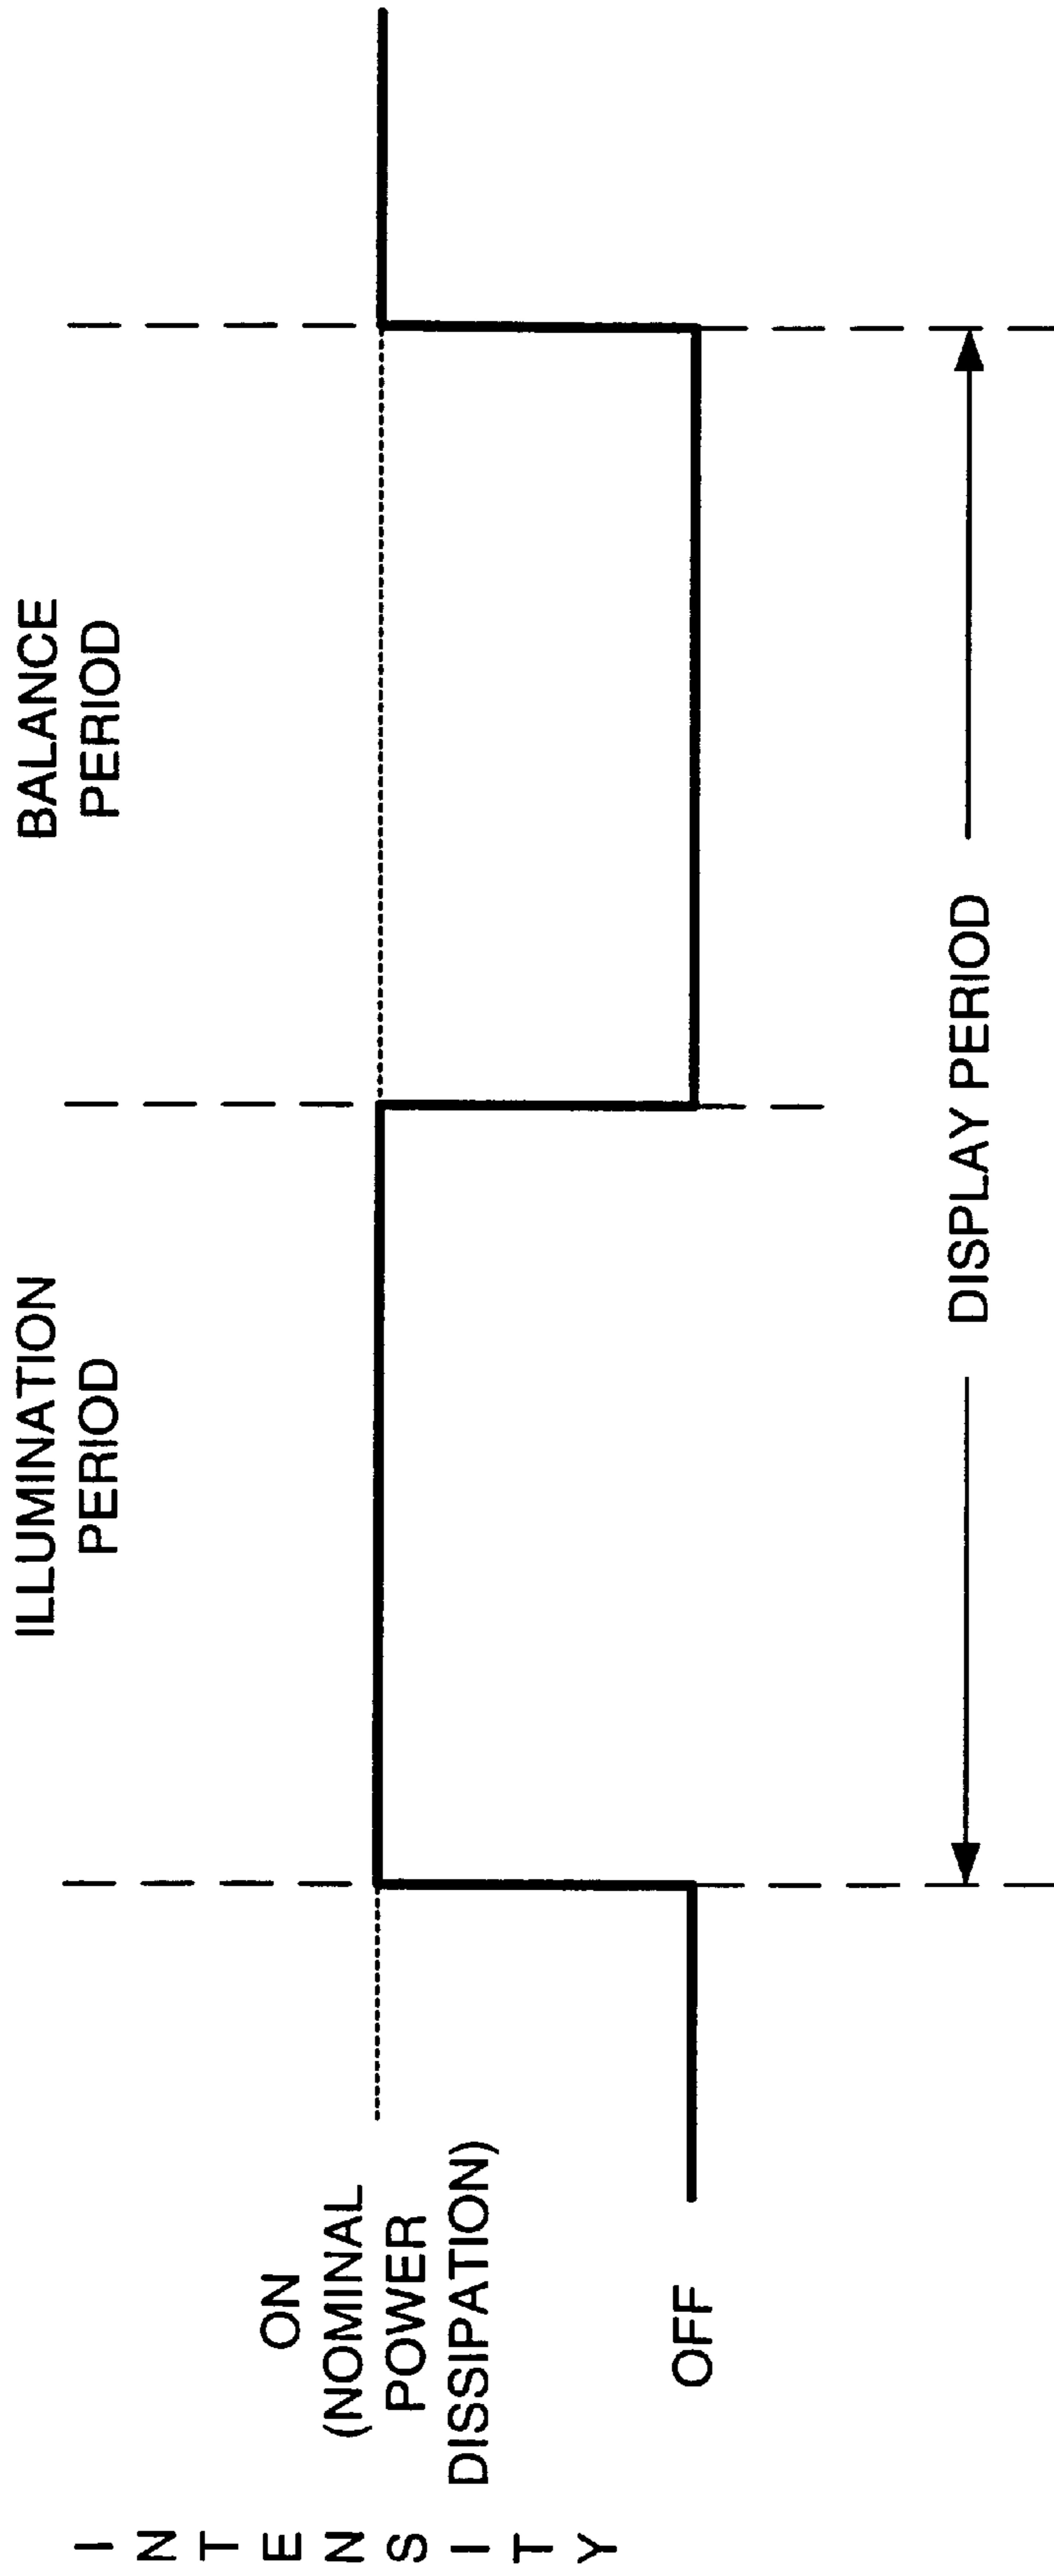 ILLUMINATION
PERIOD
BALANCE
PERIOD
INTENSITY
ON
(NOMINAL
POWER
DISSIPATION)
OFF
DISPLAY PERIOD